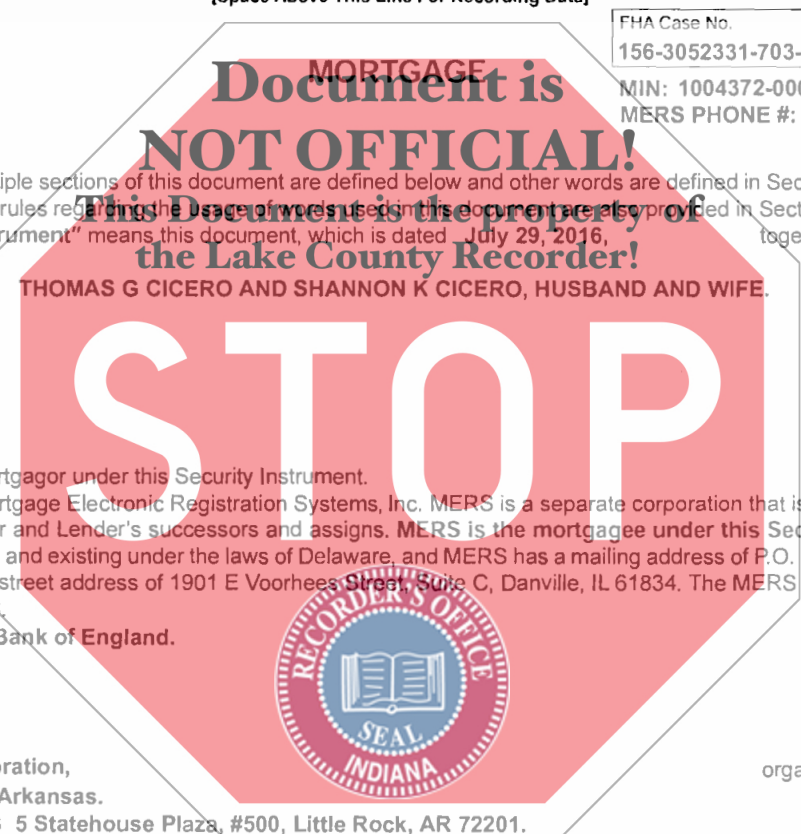 [Space Above This Line For Recording Data]
FHA Case No.
156-3052331-703-
MORTGAGE
Document is
MIN: 1004372-000
MERS PHONE #:
NOT OFFICIAL!
iple sections of this document are defined below and other words are defined in Sec
rules regarding the usage of words used in this document are also provided in Sect
This Document is the property of
rument" means this document, which is dated July 29, 2016, toge
the Lake County Recorder!
THOMAS G CICERO AND SHANNON K CICERO, HUSBAND AND WIFE.
STOP
rtgagor under this Security Instrument.
rtgage Electronic Registration Systems, Inc. MERS is a separate corporation that is
r and Lender's successors and assigns. MERS is the mortgagee under this Sec
and existing under the laws of Delaware, and MERS has a mailing address of P.O.
street address of 1901 E Voorhees Street, Suite C, Danville, IL 61834. The MERS
Bank of England.
RECORDER'S OFFICE
SEAL
INDIANA
oration, orga
Arkansas.
5 Statehouse Plaza, #500, Little Rock, AR 72201.